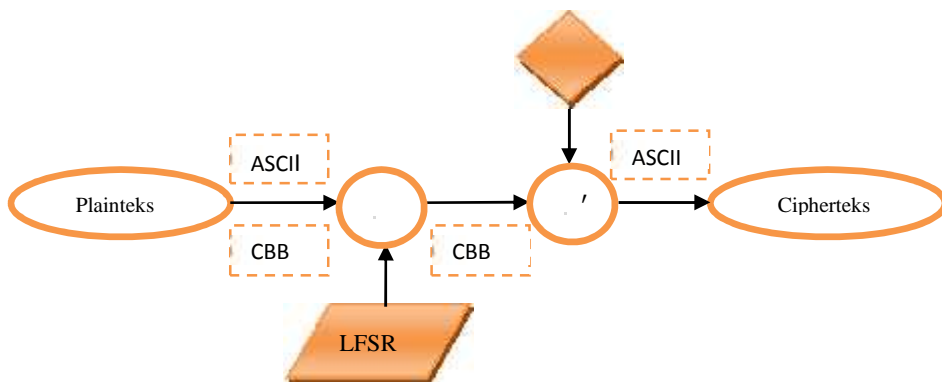 ASCII
ASCII
Plainteks
.
. ′
Cipherteks
CBB
CBB
LFSR